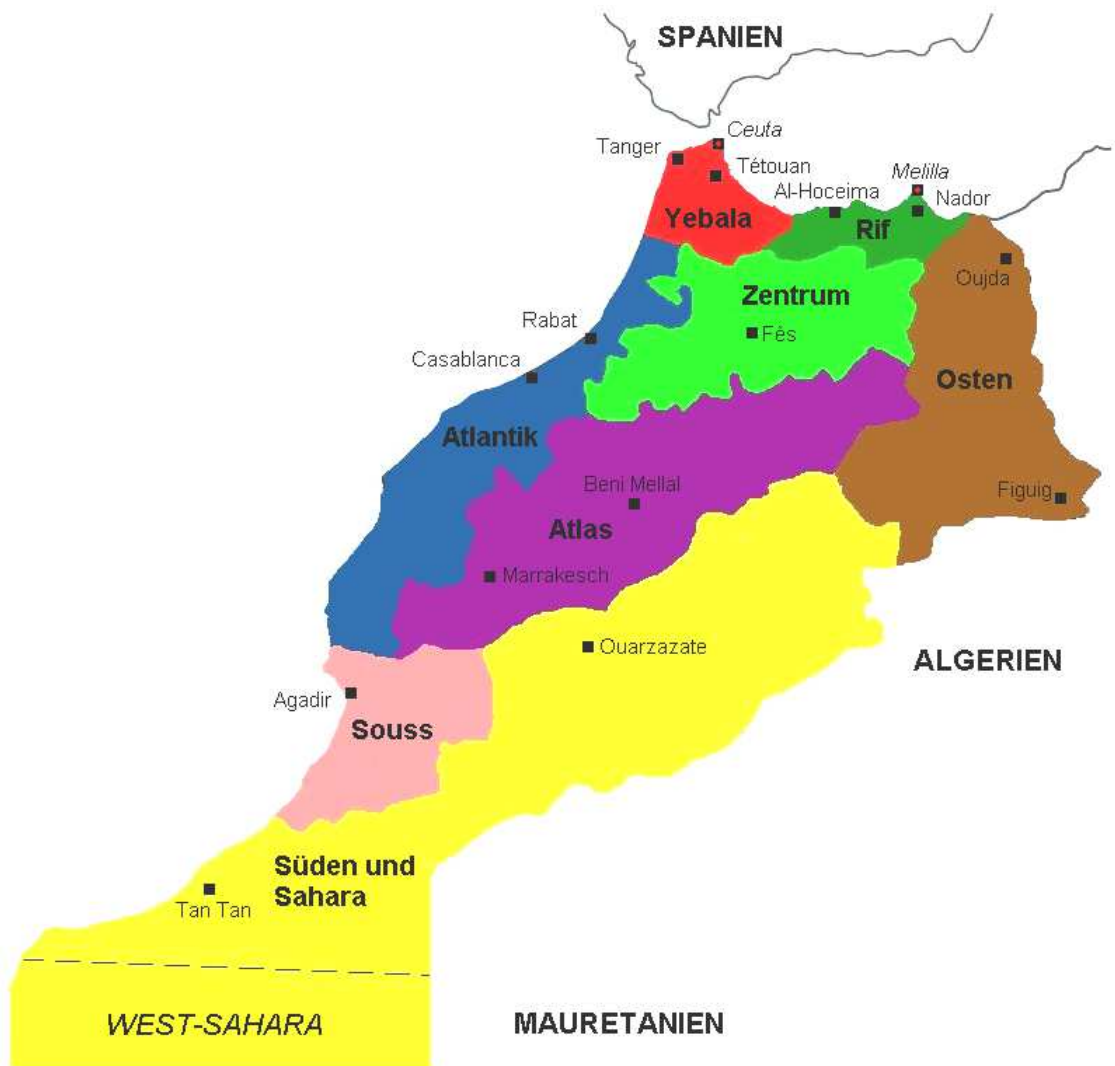 SPANIEN
Ceuta
Tanger
Tétouan
Melilla
Al-Hoceima
Nador
Yebala
Rif
Oujda
Zentrum
Rabat
Fès
Casablanca
Osten
Atlantik
Beni Mellal
Figuig
Atlas
Marrakesch
Ouarzazate
ALGERIEN
Agadir
Souss
Süden und
Sahara
Tan Tan
WEST-SAHARA
MAURETANIEN